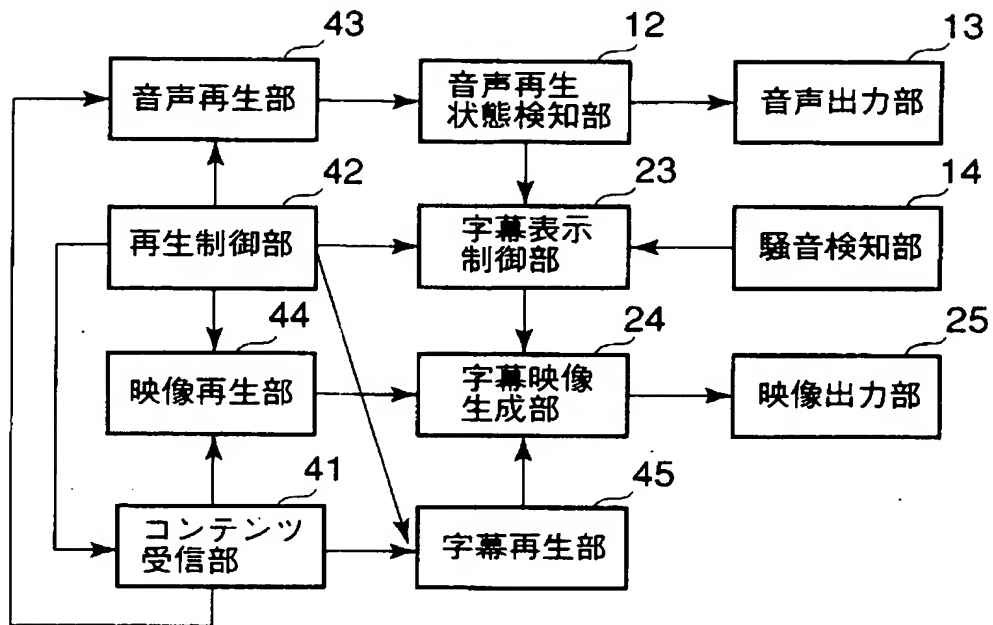 43
音声再生部
12
音声再生
状態検知部
13
音声出力部
42
再生制御部
23
字幕表示
制御部
14
騒音検知部
44
映像再生部
24
字幕映像
生成部
25
映像出力部
41
コンテンツ
受信部
45
字幕再生部